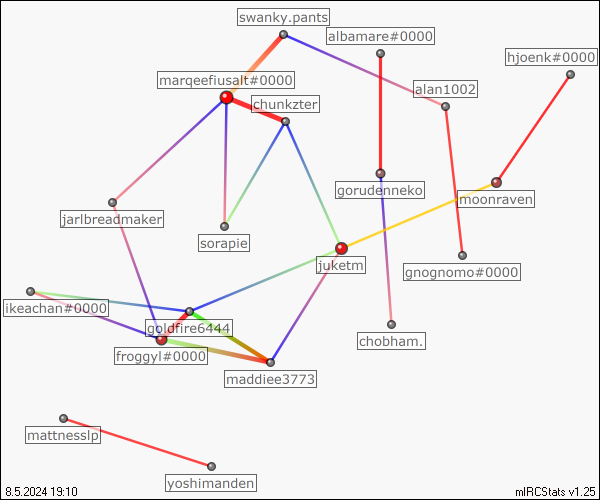 swanky.pants
albamare#0000
hjoenk#0000
marqeefiusalt#0000
alan1002
chunkzter
gorudenneko
moonraven
jarlbreadmaker
sorapie
juketm
gnognomo#0000
ikeachan#0000
goldfire6444
chobham.
froggyl#0000
maddiee3773
mattnesslp
yoshimanden
8.5.2024 19:10
mIRCStats v1.25